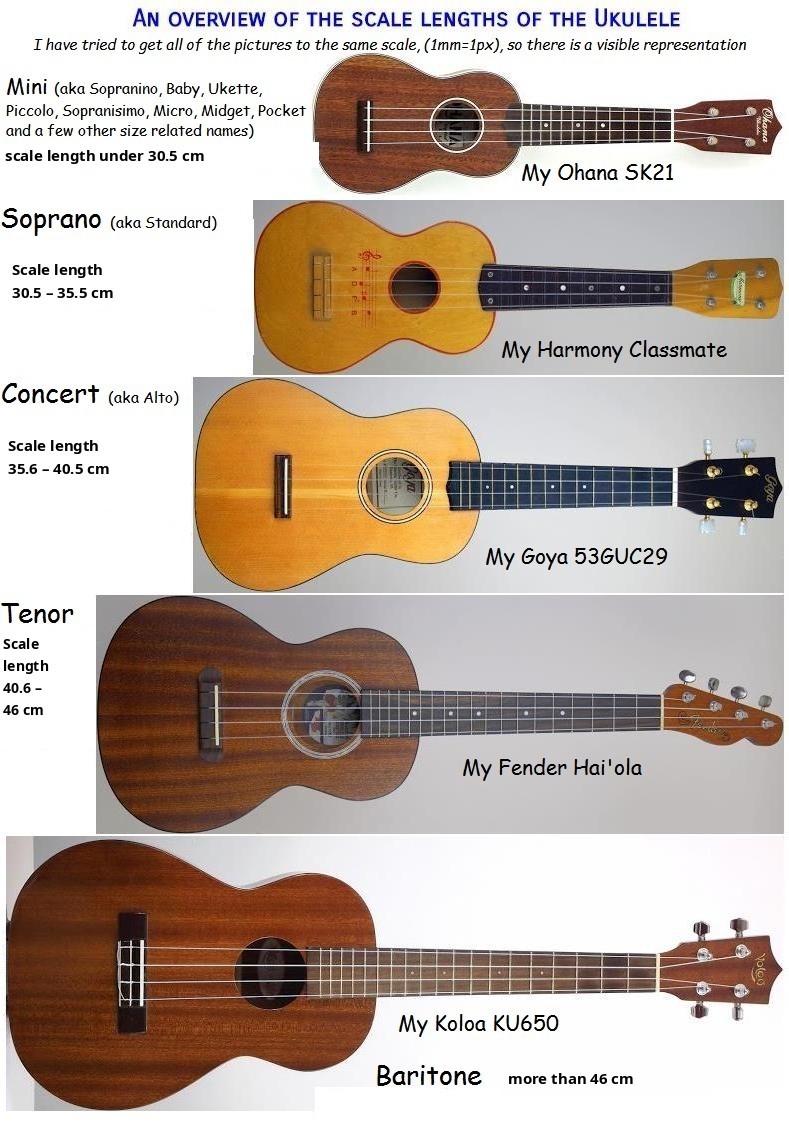 An overview of the scale lengths of the Ukulele
I have tried to get all of the pictures to the same scale, (1mm=1px), so there is a visible representation
Mini (aka Sopranino, Baby, Ukette,
Piccolo, Sopranisimo, Micro, Midget, Pocket
and a few other size related names)
scale length under 30.5 cm
Ohana
My Ohana SK21
Soprano (aka Standard)
Scale length
30.5 – 35.5 cm
A D F B
Harmony
My Harmony Classmate
Concert (aka Alto)
Scale length
35.6 – 40.5 cm
Goya
My Goya 53GUC29
Tenor
Scale
length
40.6 –
46 cm
Fender
My Fender Hai'ola
Koloa
My Koloa KU650
Baritone more than 46 cm